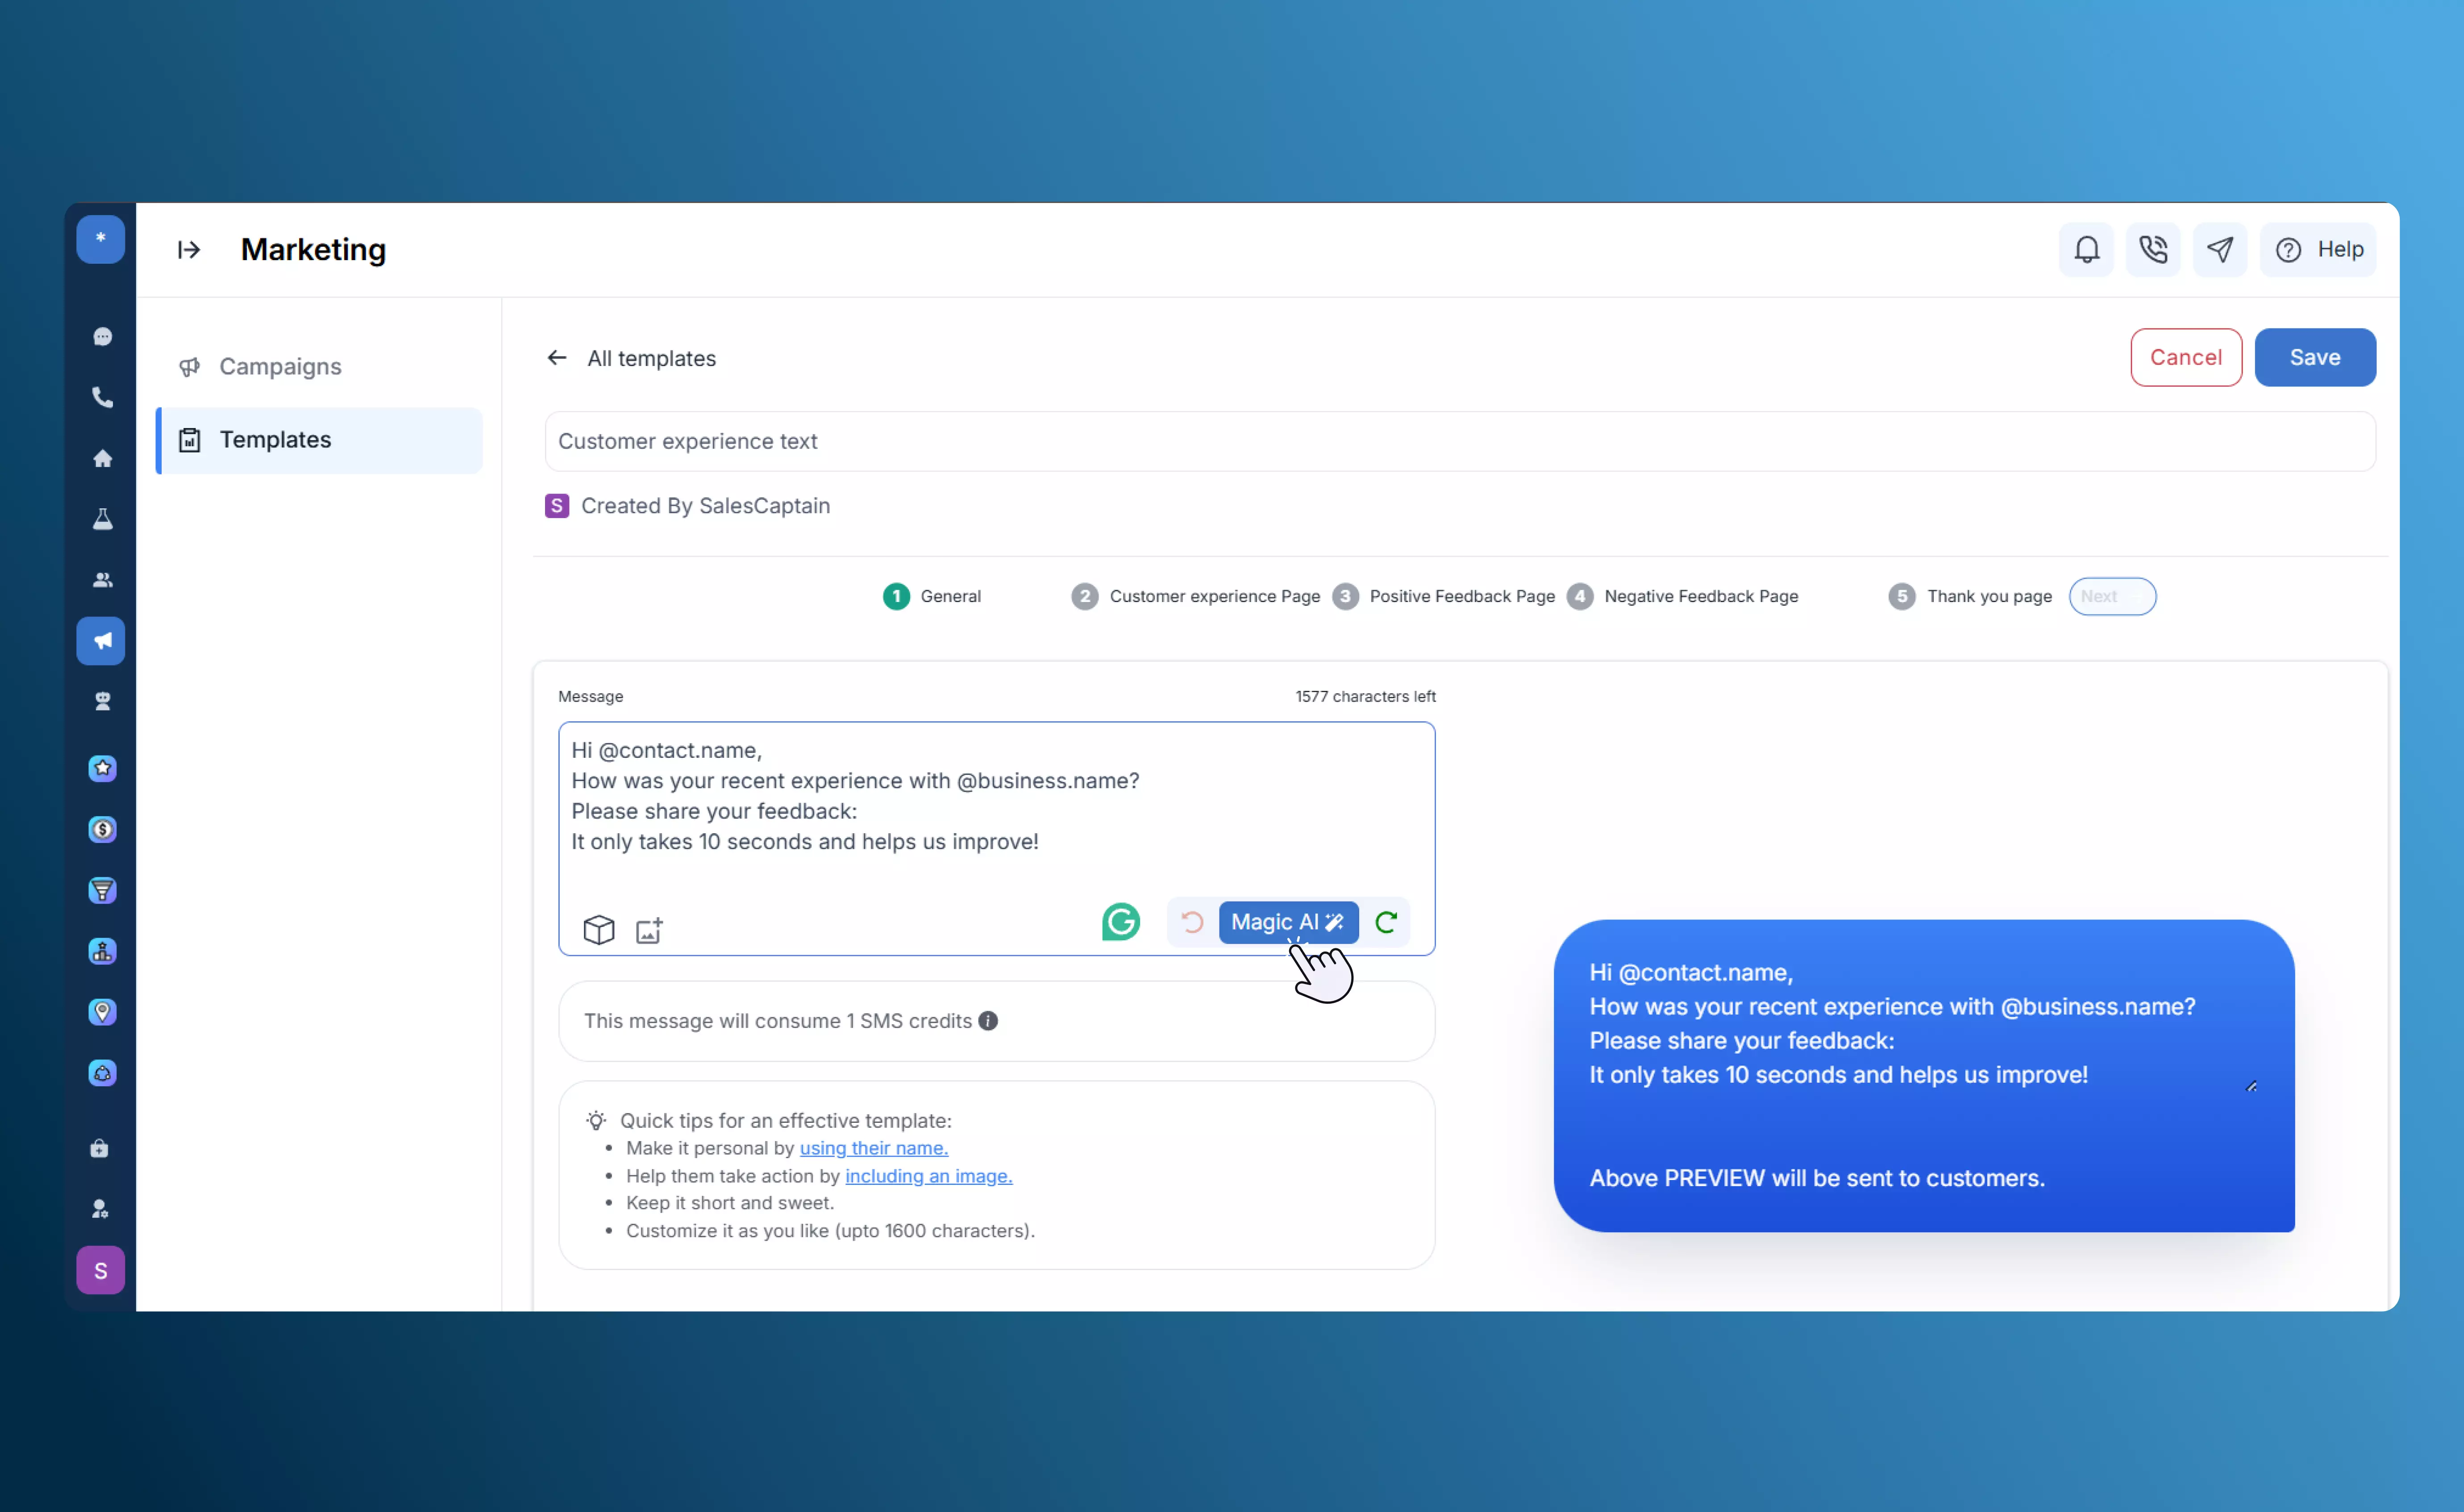 *
Marketing
Help
Campaigns
Templates
All templates
Cancel
Save
Customer experience text
S Created By SalesCaptain
1 General
2 Customer experience Page
3 Positive Feedback Page
4 Negative Feedback Page
5 Thank you page
Next
Message
1577 characters left
Hi @contact.name,
How was your recent experience with @business.name?
Please share your feedback:
It only takes 10 seconds and helps us improve!
G
Magic AI
This message will consume 1 SMS credits
Quick tips for an effective template:
• Make it personal by using their name.
• Help them take action by including an image.
• Keep it short and sweet.
• Customize it as you like (upto 1600 characters).
Hi @contact.name,
How was your recent experience with @business.name?
Please share your feedback:
It only takes 10 seconds and helps us improve!
Above PREVIEW will be sent to customers.
S